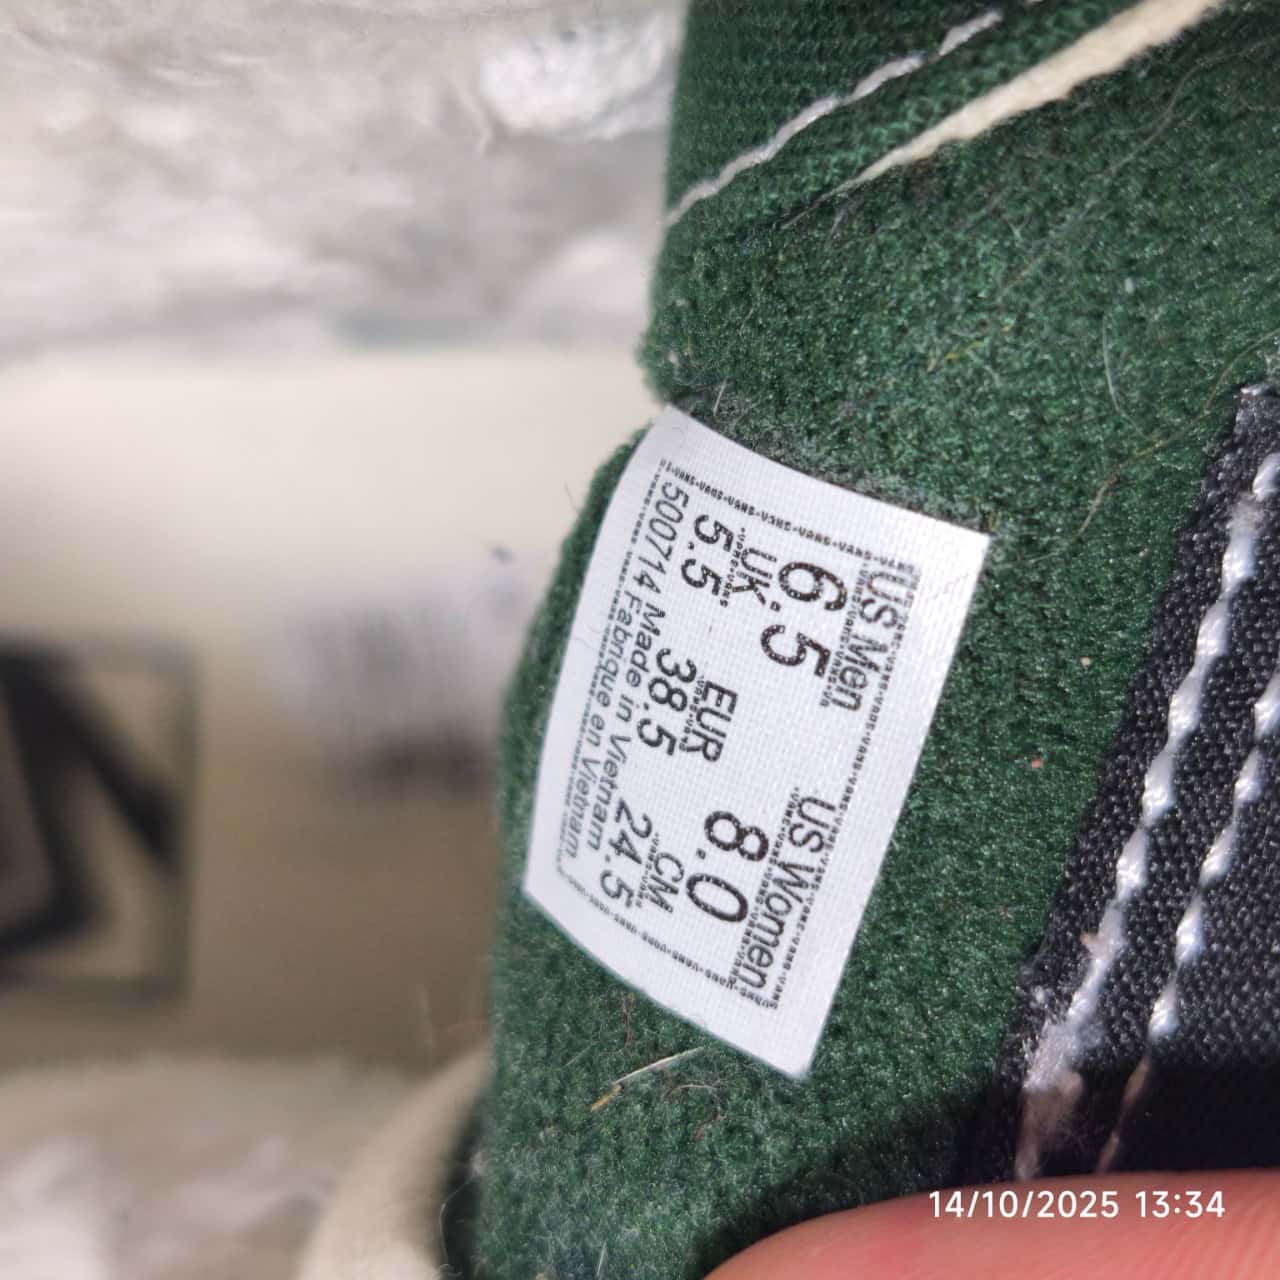 US Men
6.5
US Women
8.0
UK
5.5
EUR
38.5
CM
24.5
500714 Made in Vietnam
Fabrique en Vietnam
14/10/2025 13:34